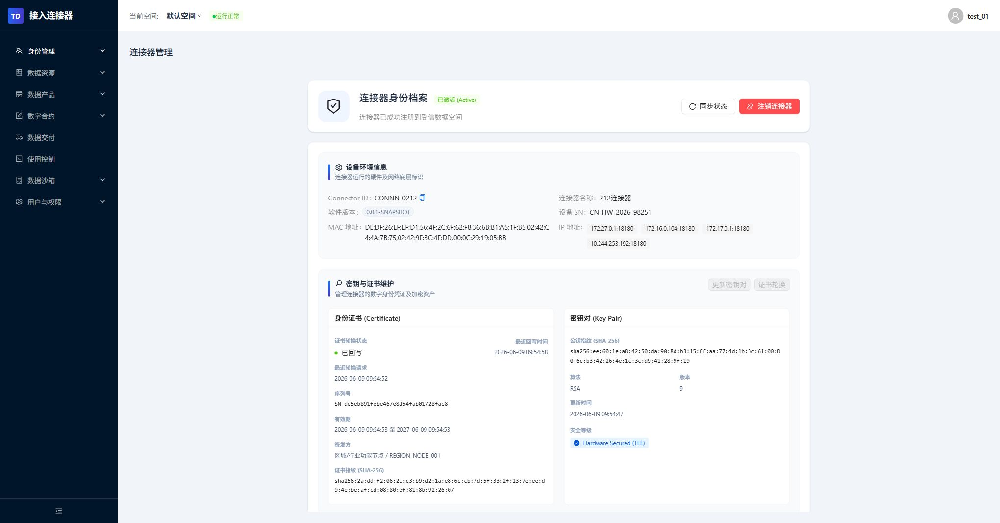 TD 接入连接器
当前空间: 默认空间 运行正常
test_01
身份管理
数据资源
数据产品
数字合约
数据交付
使用控制
数据沙箱
用户与权限
连接器管理
连接器身份档案 已激活 (Active)
连接器已成功注册到受信数据空间
同步状态 注销连接器
设备环境信息
连接器运行的硬件及网络底层标识
Connector ID: CONNN-0212
连接器名称: 212连接器
软件版本: 0.0.1-SNAPSHOT
设备 SN: CN-HW-2026-98251
MAC 地址: DE:DF:26:EF:EF:D1,56:4F:2C:6F:62:F8,36:6B:B1:A5:1F:B5,02:42:C
4:4A:7B:75,02:42:9F:BC:4F:DD,00:0C:29:19:05:BB
IP 地址: 172.27.0.1:18180 172.16.0.104:18180 172.17.0.1:18180
10.244.253.192:18180
密钥与证书维护
管理连接器的数字身份凭证及加密资产
更新密钥对 证书轮换
身份证书 (Certificate)
证书轮换状态 最近回写时间
已回写 2026-06-09 09:54:58
最近轮换请求
2026-06-09 09:54:52
序列号
SN-de5eb891febe467e8d54fab01728fac8
有效期
2026-06-09 09:54:53 至 2027-06-09 09:54:53
签发方
区域/行业功能节点 / REGION-NODE-001
证书指纹 (SHA-256)
sha256:2a:dd:f2:06:2c:c3:b9:d2:1a:e8:6c:cb:7d:5f:33:2f:13:7e:ee:d
9:4e:be:af:cd:08:80:ef:81:8b:92:26:07
密钥对 (Key Pair)
公钥指纹 (SHA-256)
sha256:ee:60:1e:a8:42:50:da:90:8d:b3:15:ff:aa:77:4d:1b:3c:61:00:8
0:6c:b3:42:26:4e:1c:3c:d9:41:28:9f:19
算法 版本
RSA 9
更新时间
2026-06-09 09:54:47
安全等级
Hardware Secured (TEE)